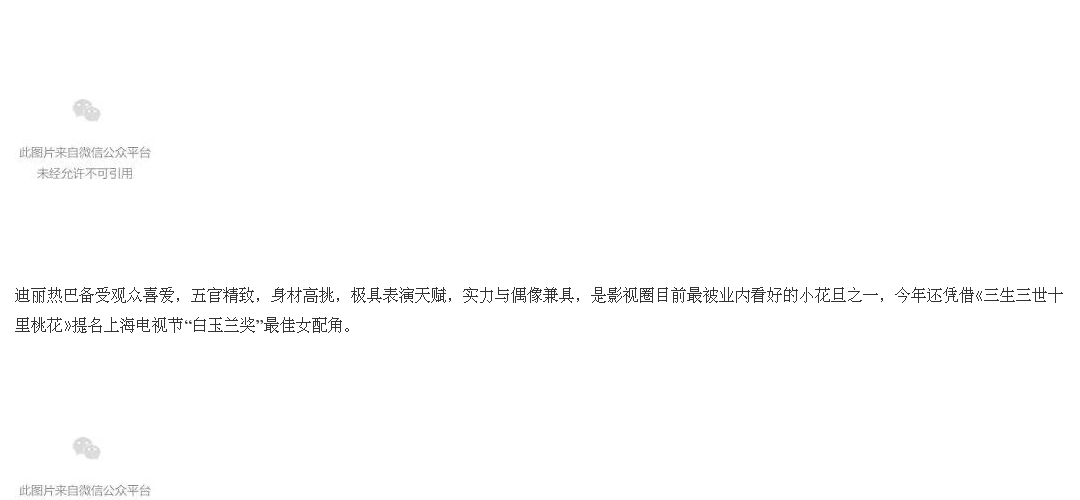 此图片来自微信公众平台
未经允许不可引用
迪丽热巴备受观众喜爱，五官精致，身材高挑，极具表演天赋，实力与偶像兼具，是影视圈目前最被业内看好的小花旦之一，今年还凭借《三生三世十
里桃花》提名上海电视节“白玉兰奖”最佳女配角。
此图片来自微信公众平台